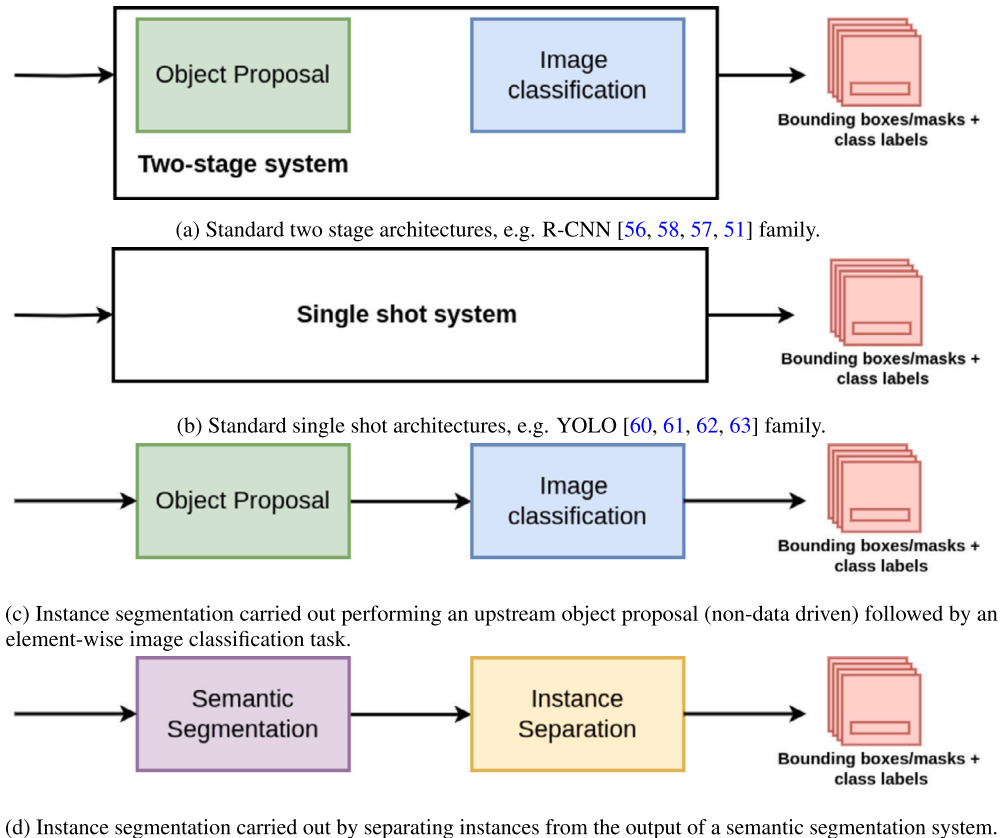 Object Proposal
Image
classification
Two-stage system
Bounding boxes/masks +
class labels
(a) Standard two stage architectures, e.g. R-CNN [56, 58, 57, 51] family.
Single shot system
Bounding boxes/masks +
class labels
(b) Standard single shot architectures, e.g. YOLO [60, 61, 62, 63] family.
Object Proposal
Image
classification
Bounding boxes/masks +
class labels
(c) Instance segmentation carried out performing an upstream object proposal (non-data driven) followed by an
element-wise image classification task.
Semantic
Segmentation
Instance
Separation
Bounding boxes/masks +
class labels
(d) Instance segmentation carried out by separating instances from the output of a semantic segmentation system.